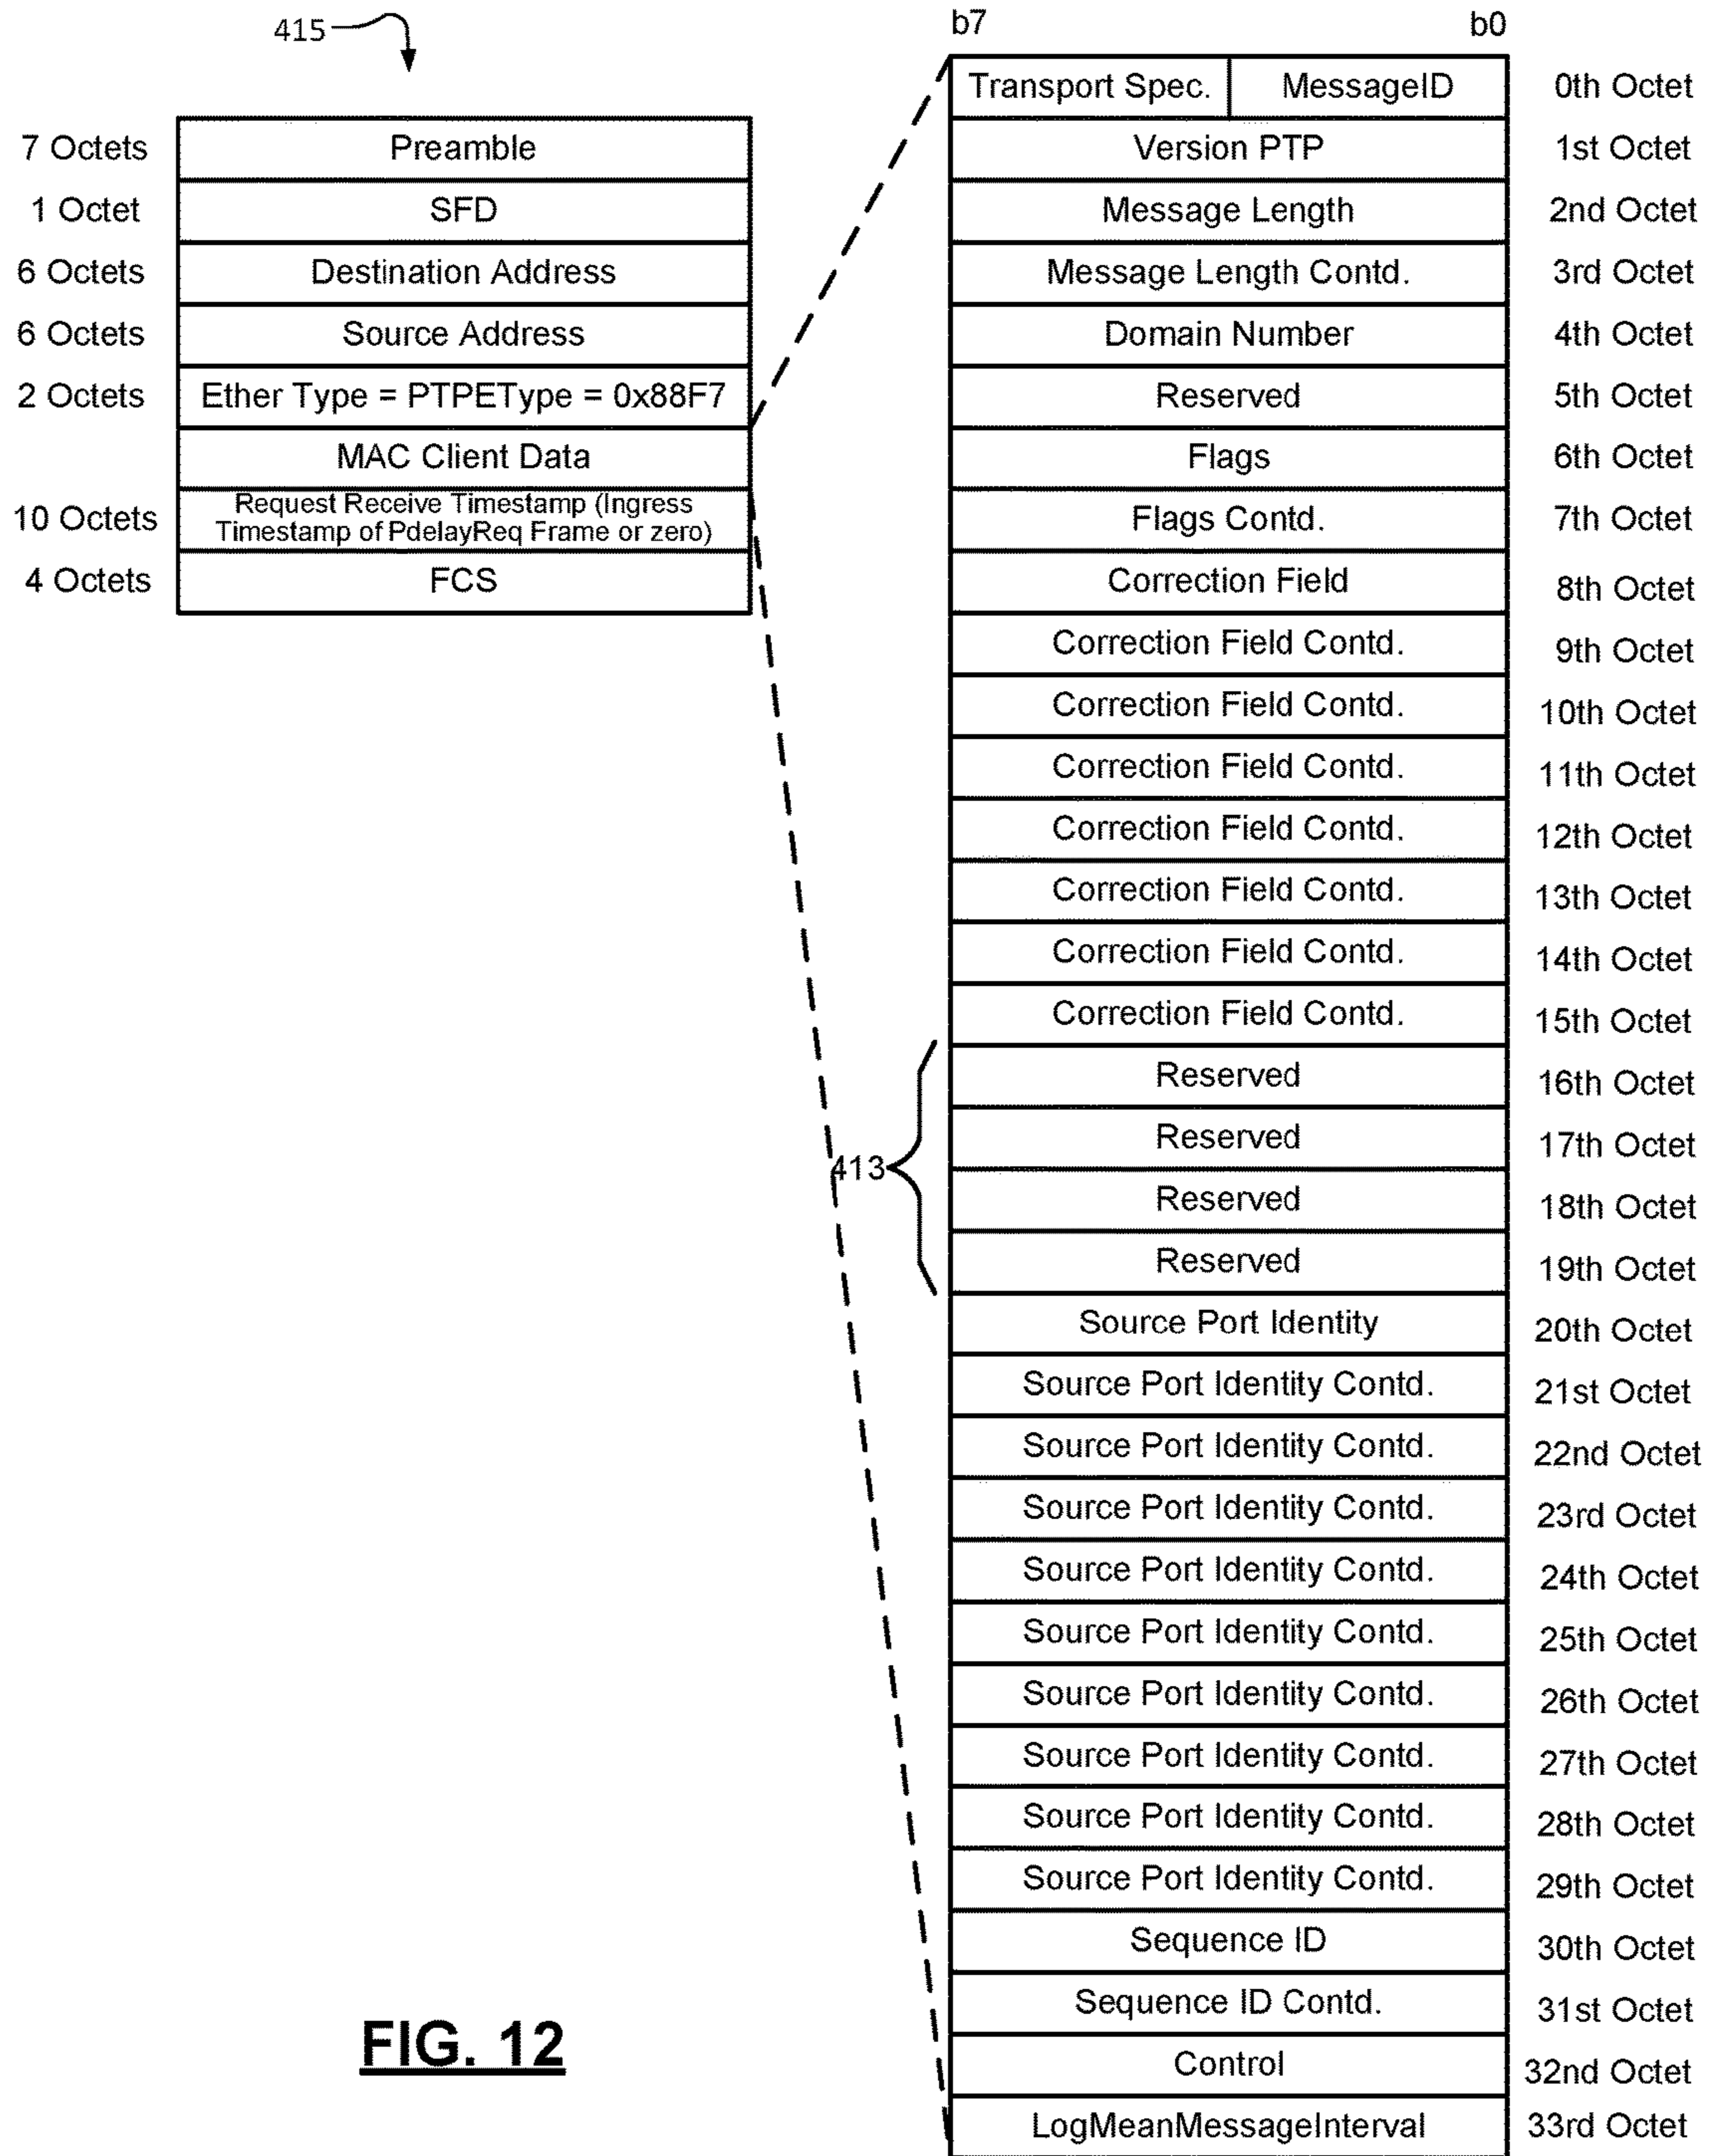 415
7 Octets Preamble
1 Octet SFD
6 Octets Destination Address
6 Octets Source Address
2 Octets Ether Type = PTPEType = 0x88F7
MAC Client Data
10 Octets Request Receive Timestamp (Ingress
Timestamp of PdelayReq Frame or zero)
4 Octets FCS
b7 b0
Transport Spec. MessageID 0th Octet
Version PTP 1st Octet
Message Length 2nd Octet
Message Length Contd. 3rd Octet
Domain Number 4th Octet
Reserved 5th Octet
Flags 6th Octet
Flags Contd. 7th Octet
Correction Field 8th Octet
Correction Field Contd. 9th Octet
Correction Field Contd. 10th Octet
Correction Field Contd. 11th Octet
Correction Field Contd. 12th Octet
Correction Field Contd. 13th Octet
Correction Field Contd. 14th Octet
Correction Field Contd. 15th Octet
Reserved 16th Octet
Reserved 17th Octet
413
Reserved 18th Octet
Reserved 19th Octet
Source Port Identity 20th Octet
Source Port Identity Contd. 21st Octet
Source Port Identity Contd. 22nd Octet
Source Port Identity Contd. 23rd Octet
Source Port Identity Contd. 24th Octet
Source Port Identity Contd. 25th Octet
Source Port Identity Contd. 26th Octet
Source Port Identity Contd. 27th Octet
Source Port Identity Contd. 28th Octet
Source Port Identity Contd. 29th Octet
Sequence ID 30th Octet
Sequence ID Contd. 31st Octet
Control 32nd Octet
LogMeanMessageInterval 33rd Octet
FIG. 12